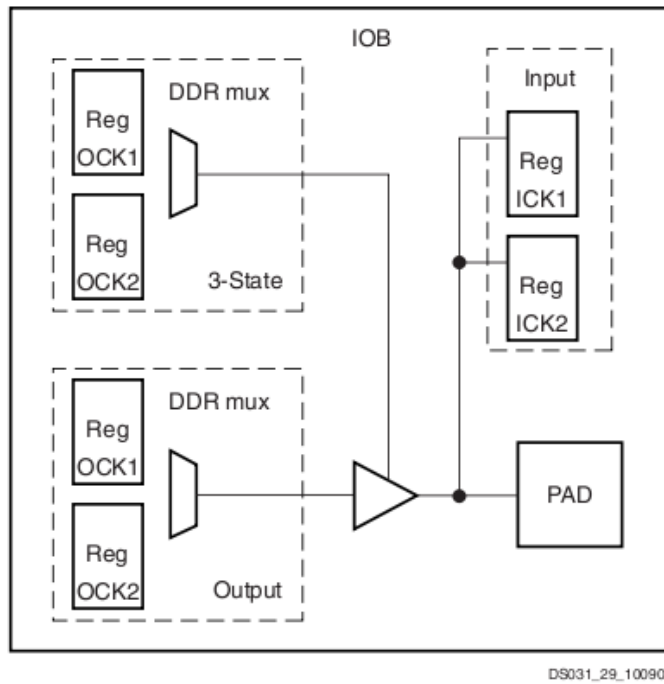 IOB
DDR mux
Reg
OCK1
Reg
OCK2
3-State
Input
Reg
ICK1
Reg
ICK2
DDR mux
Reg
OCK1
Reg
OCK2
Output
PAD
DS031_29_10090